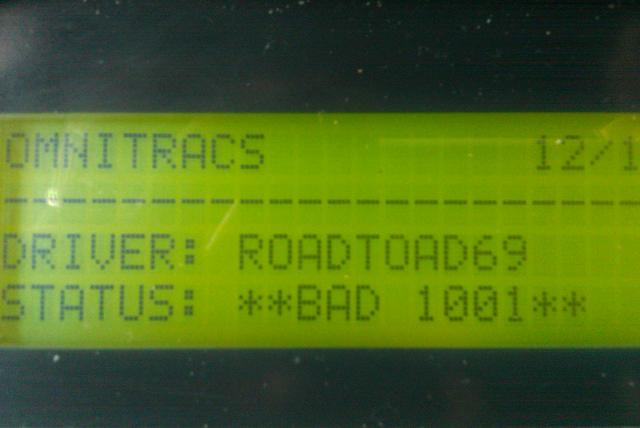 OMNITRACS 12/1
--------------------------------
DRIVER: ROADTOAD69
STATUS: **BAD 1001**